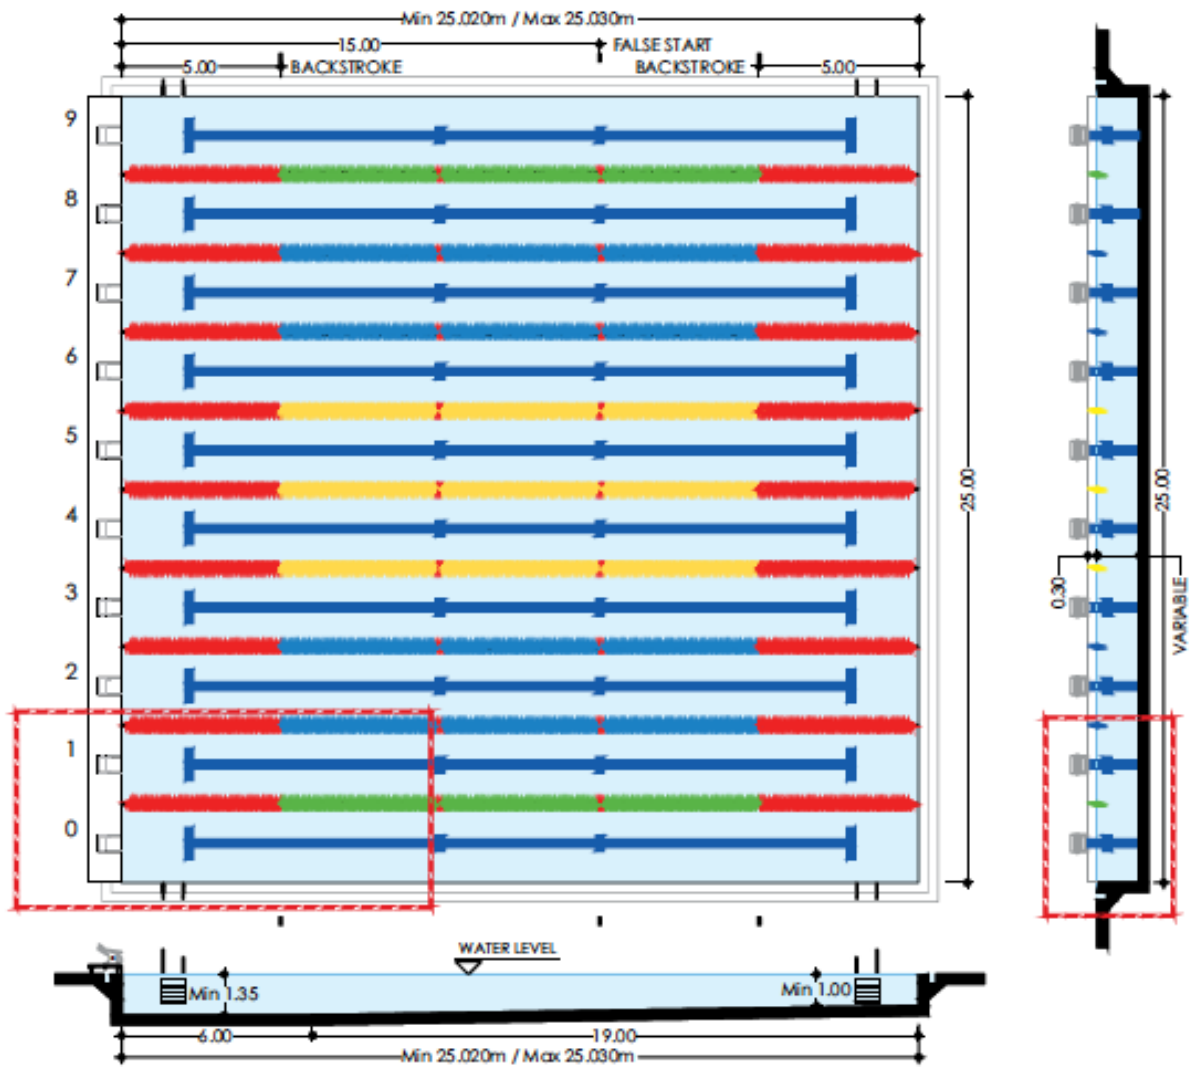 Min 25.020m / Max 25.030m
15.00 FALSE START
5.00 BACKSTROKE BACKSTROKE 5.00
9
8
7
6
5
4
3
2
1
0
25.00
25.00
0.30
VARIABLE
WATER LEVEL
Min 1.35 Min 1.00
6.00 19.00
Min 25.020m / Max 25.030m